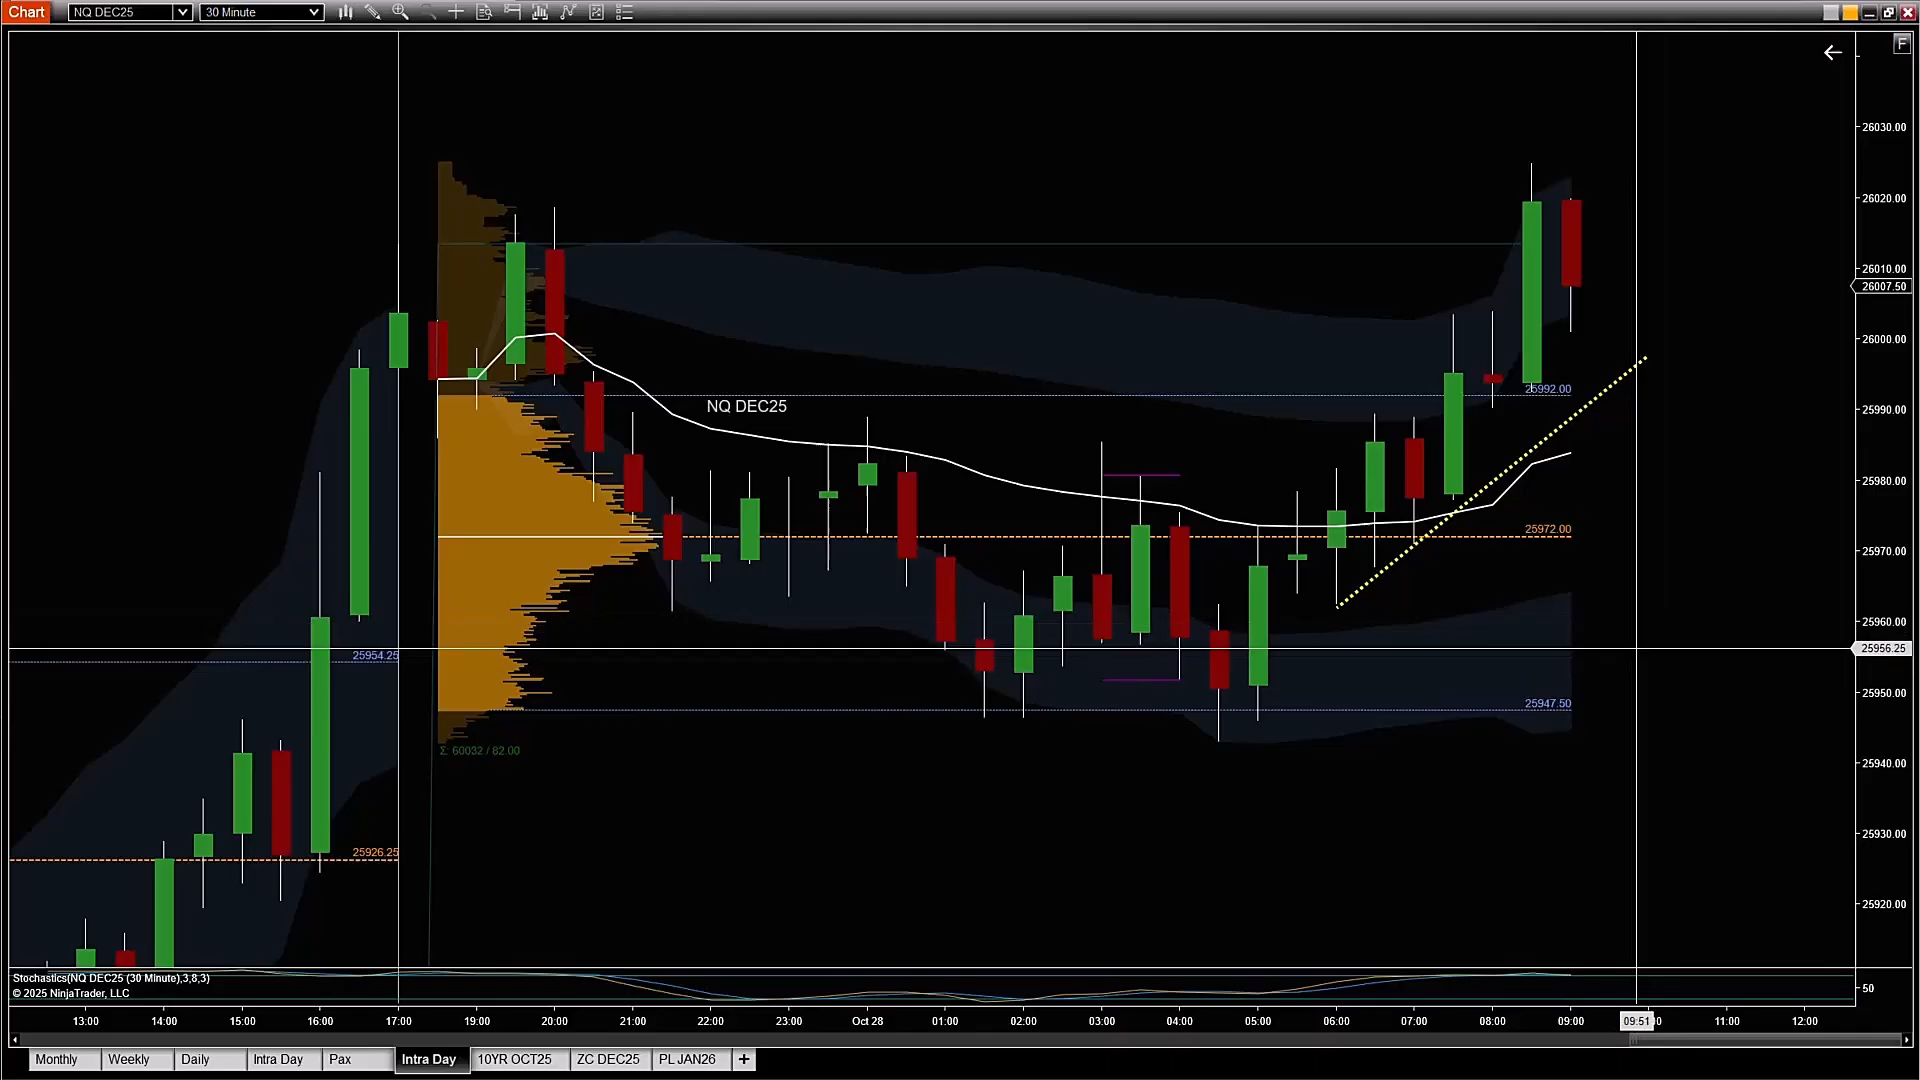 Chart NQ DEC25 30 Minute
F
26030.00
26020.00
26010.00
26007.50
26000.00
25992.00
NQ DEC25
25990.00
25980.00
25972.00
25970.00
25960.00
25954.25
25956.25
25950.00
25947.50
Σ: 60032 / 82.00
25940.00
25930.00
25926.25
25920.00
Stochastics(NQ DEC25 (30 Minute),3,8,3)
© 2025 NinjaTrader, LLC
50
13:00 14:00 15:00 16:00 17:00 19:00 20:00 21:00 22:00 23:00 Oct 28 01:00 02:00 03:00 04:00 05:00 06:00 07:00 08:00 09:00 09:51 11:00 12:00
Monthly Weekly Daily Intra Day Pax Intra Day 10YR OCT25 ZC DEC25 PL JAN26 +